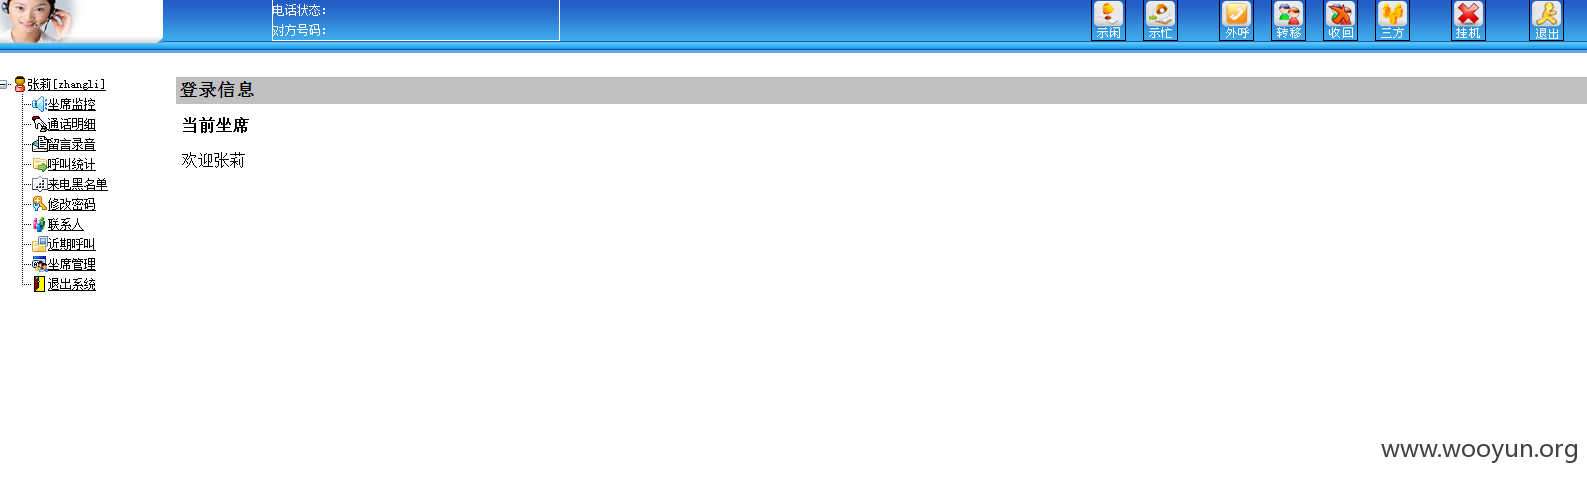 电话状态：
对方号码：
示闲 示忙 外呼 转移 收回 三方 挂机 退出
张莉[zhangli]
坐席监控
通话明细
留言录音
呼叫统计
来电黑名单
修改密码
联系人
近期呼叫
坐席管理
退出系统
登录信息
当前坐席
欢迎张莉
www.wooyun.org